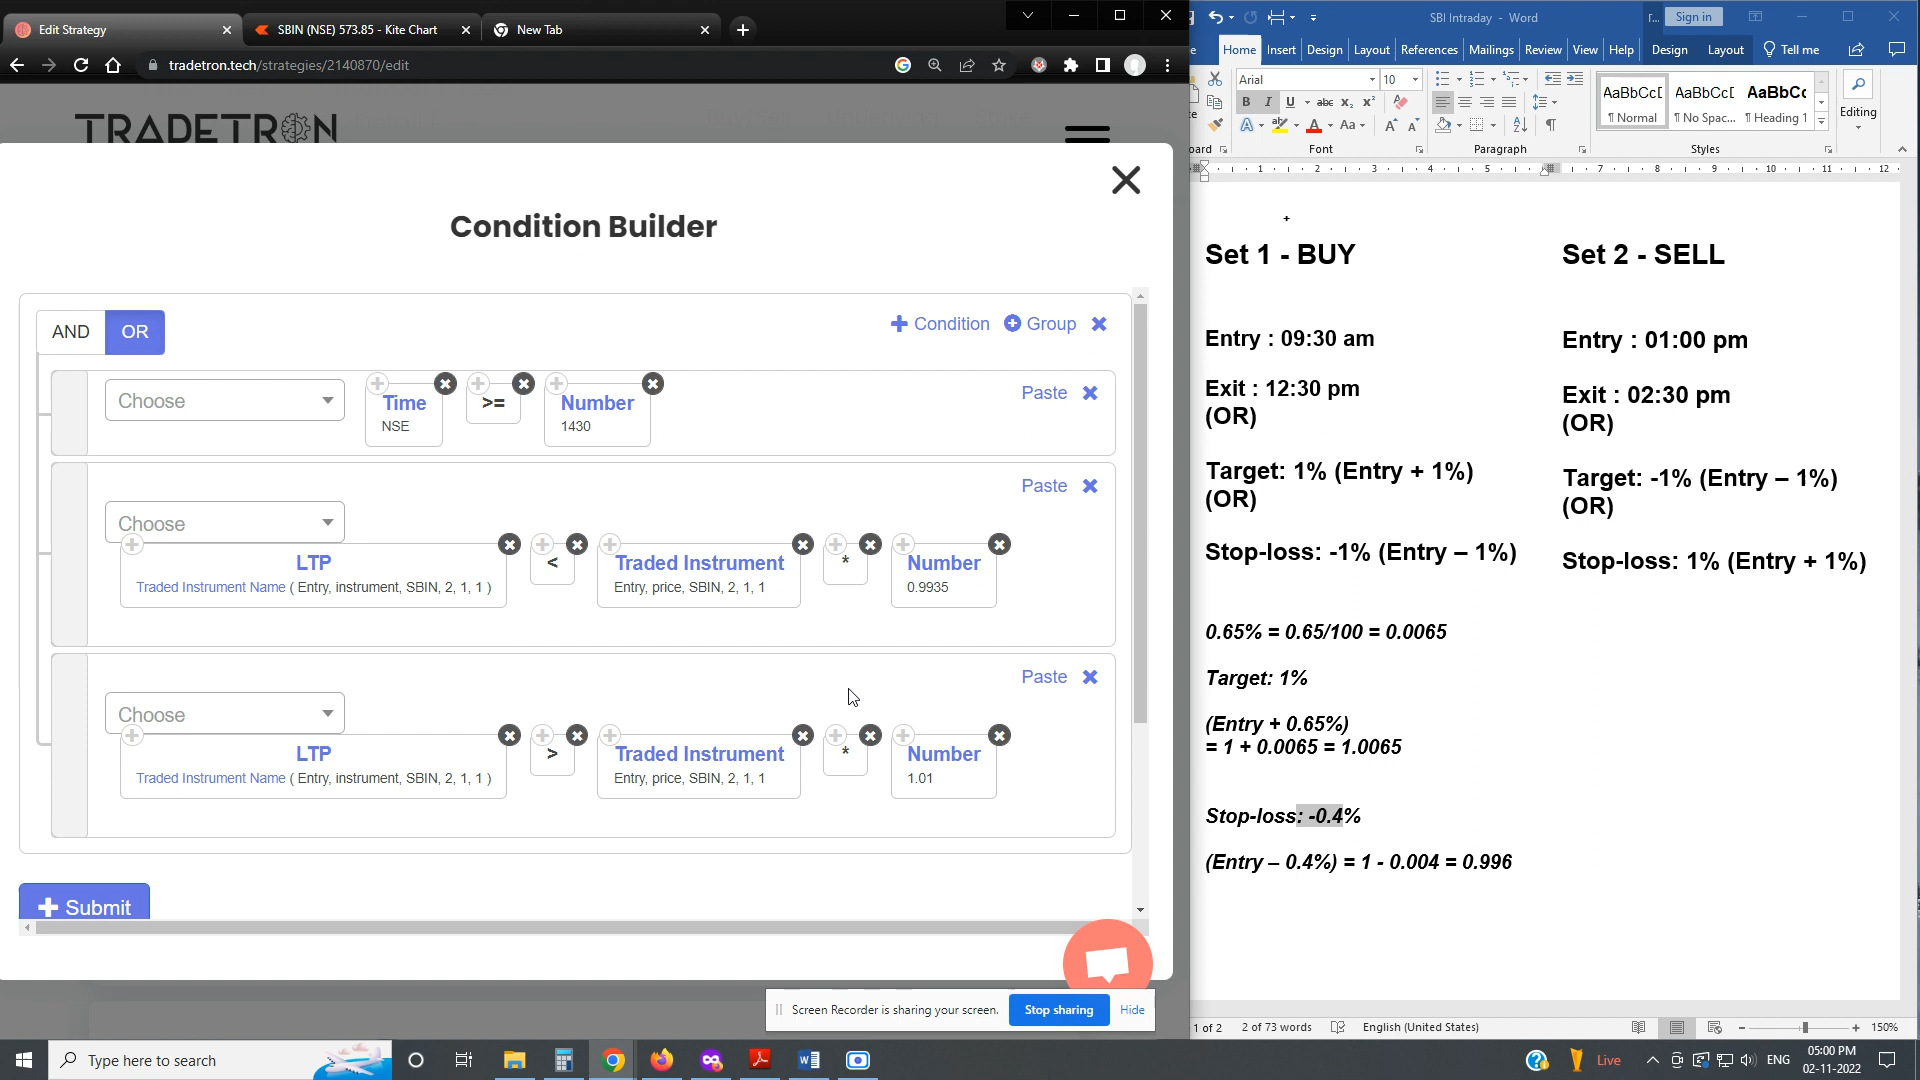 Edit Strategy
SBIN (NSE) 573.85 - Kite Chart
New Tab
tradetron.tech/strategies/2140870/edit
TRADETRON
Condition Builder
AND OR
Condition Group
Choose
Time
NSE
>=
Number
1430
Paste
Paste
Choose
LTP
Traded Instrument Name ( Entry, instrument, SBIN, 2, 1, 1 )
<
Traded Instrument
Entry, price, SBIN, 2, 1, 1
*
Number
0.9935
Paste
Choose
LTP
Traded Instrument Name ( Entry, instrument, SBIN, 2, 1, 1 )
>
Traded Instrument
Entry, price, SBIN, 2, 1, 1
*
Number
1.01
Submit
Screen Recorder is sharing your screen. Stop sharing Hide
SBI Intraday - Word
Sign in
Home Insert Design Layout References Mailings Review View Help Design Layout Tell me
Arial 10
Editing
AaBbCcD AaBbCcD AaBbCc
¶ Normal ¶ No Spac... ¶ Heading 1
Font Paragraph Styles
Set 1 - BUY
Entry : 09:30 am
Exit : 12:30 pm
(OR)
Target: 1% (Entry + 1%)
(OR)
Stop-loss: -1% (Entry – 1%)
0.65% = 0.65/100 = 0.0065
Target: 1%
(Entry + 0.65%)
= 1 + 0.0065 = 1.0065
Stop-loss: -0.4%
(Entry – 0.4%) = 1 - 0.004 = 0.996
Set 2 - SELL
Entry : 01:00 pm
Exit : 02:30 pm
(OR)
Target: -1% (Entry – 1%)
(OR)
Stop-loss: 1% (Entry + 1%)
1 of 2 2 of 73 words English (United States) 150%
Type here to search
Live
ENG
05:00 PM
02-11-2022